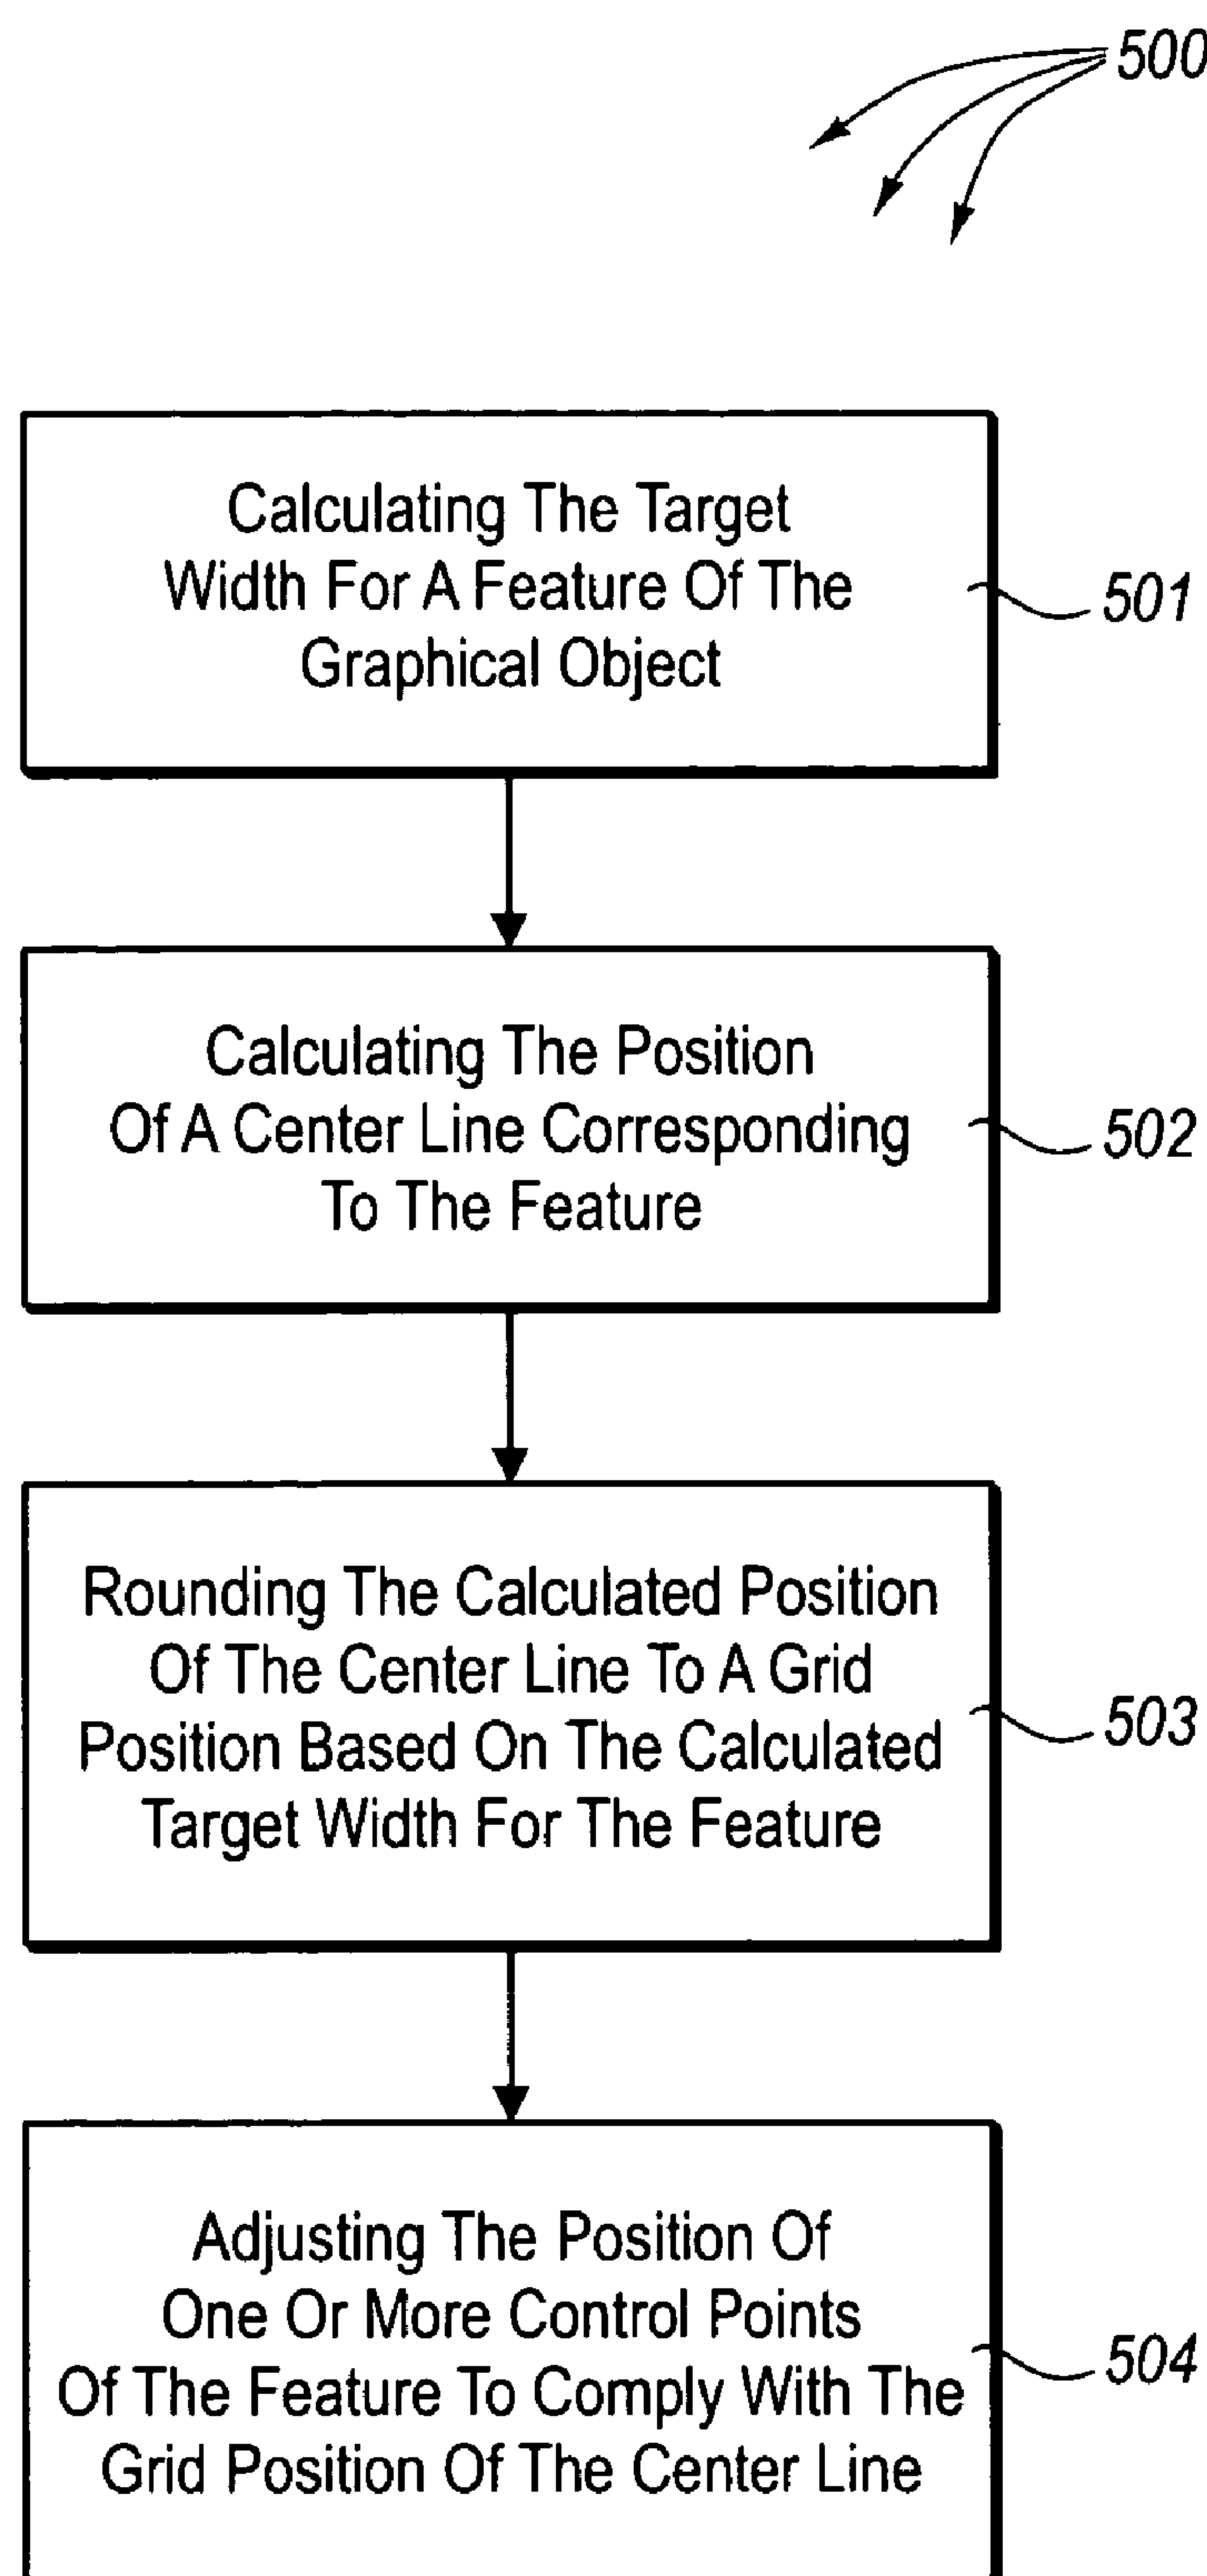 500
Calculating The Target
Width For A Feature Of The
Graphical Object
501
Calculating The Position
Of A Center Line Corresponding
To The Feature
502
Rounding The Calculated Position
Of The Center Line To A Grid
Position Based On The Calculated
Target Width For The Feature
503
Adjusting The Position Of
One Or More Control Points
Of The Feature To Comply With The
Grid Position Of The Center Line
504